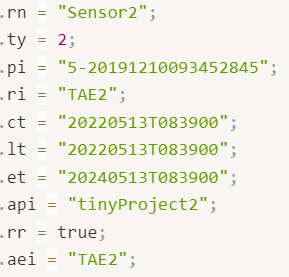 .rn = "Sensor2";
.ty = 2;
.pi = "5-20191210093452845";
.ri = "TAE2";
.ct = "20220513T083900";
.lt = "20220513T083900";
.et = "20240513T083900";
.api = "tinyProject2";
.rr = true;
.aei = "TAE2";